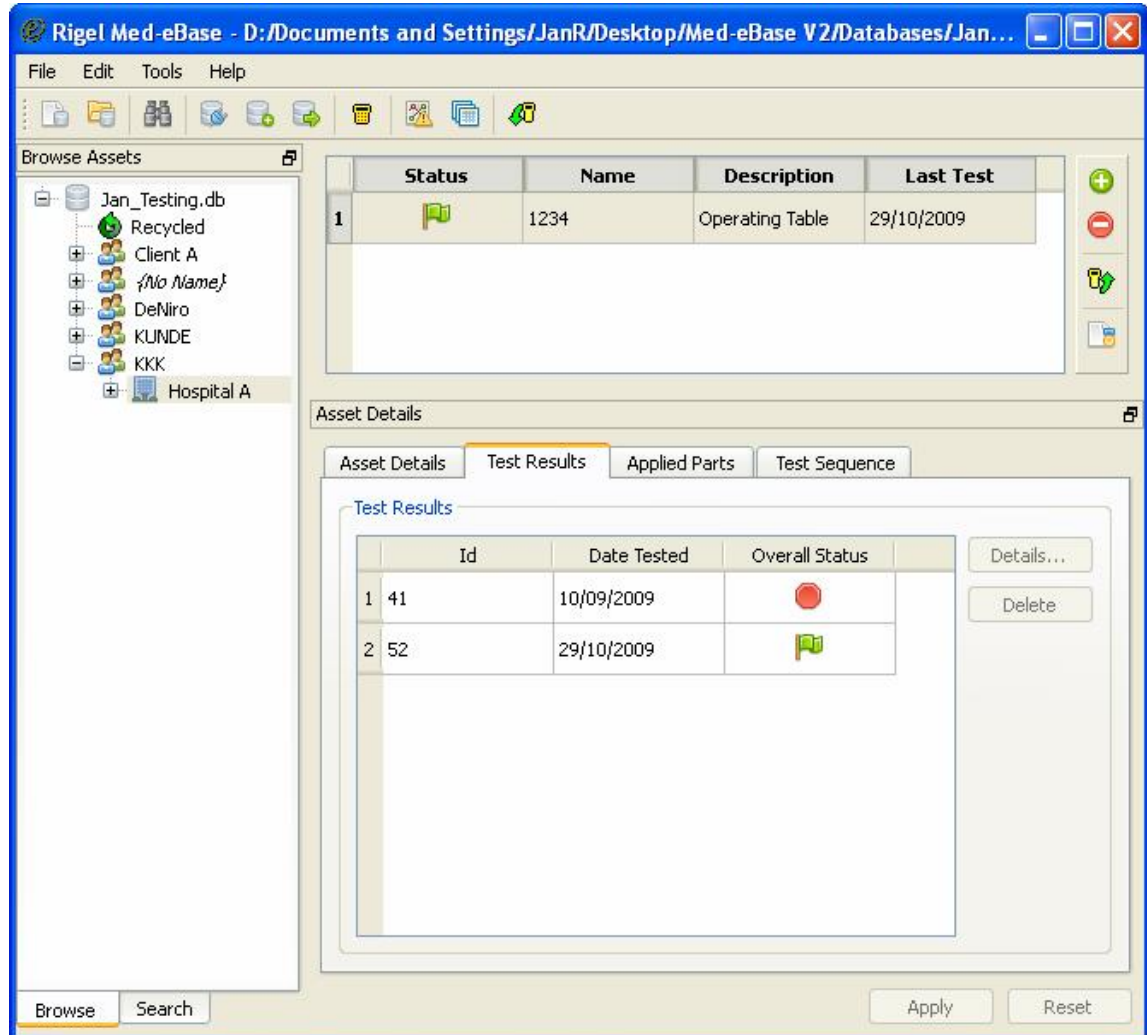 Rigel Med-eBase - D:/Documents and Settings/JanR/Desktop/Med-eBase V2/Databases/Jan...
File Edit Tools Help
Browse Assets
Jan_Testing.db
Recycled
Client A
{No Name}
DeNiro
KUNDE
KKK
Hospital A
Browse Search
Status Name Description Last Test
1 1234 Operating Table 29/10/2009
Asset Details
Asset Details Test Results Applied Parts Test Sequence
Test Results
Id Date Tested Overall Status
1 41 10/09/2009
2 52 29/10/2009
Details...
Delete
Apply Reset